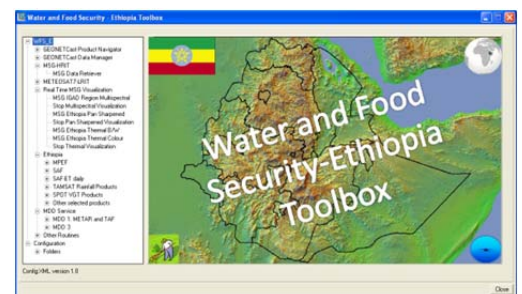 Water and Food Security - Ethiopia Toolbox
WFS_E
GEONETCast Product Navigator
GEONETCast Data Manager
MSG-HRIT
MSG Data Retriever
METEOSAT7-LRIT
Real Time MSG Visualization
MSG IGAD Region Multispectral
Stop Multispectral Visualization
MSG Ethiopia Pan Sharpened
Stop Pan Sharpened Visualization
MSG Ethiopia Thermal B/W
MSG Ethiopia Thermal Colour
Stop Thermal Visualization
Ethiopia
MPEF
SAF
SAF ET daily
TAMSAT Rainfall Products
SPOT VGT Products
Other selected products
MDD Service
MDD 1: METAR and TAF
MDD 3
Other Routines
Configuration
Folders
Water and Food
Security-Ethiopia
Toolbox
Config:XML version 1.0
Close